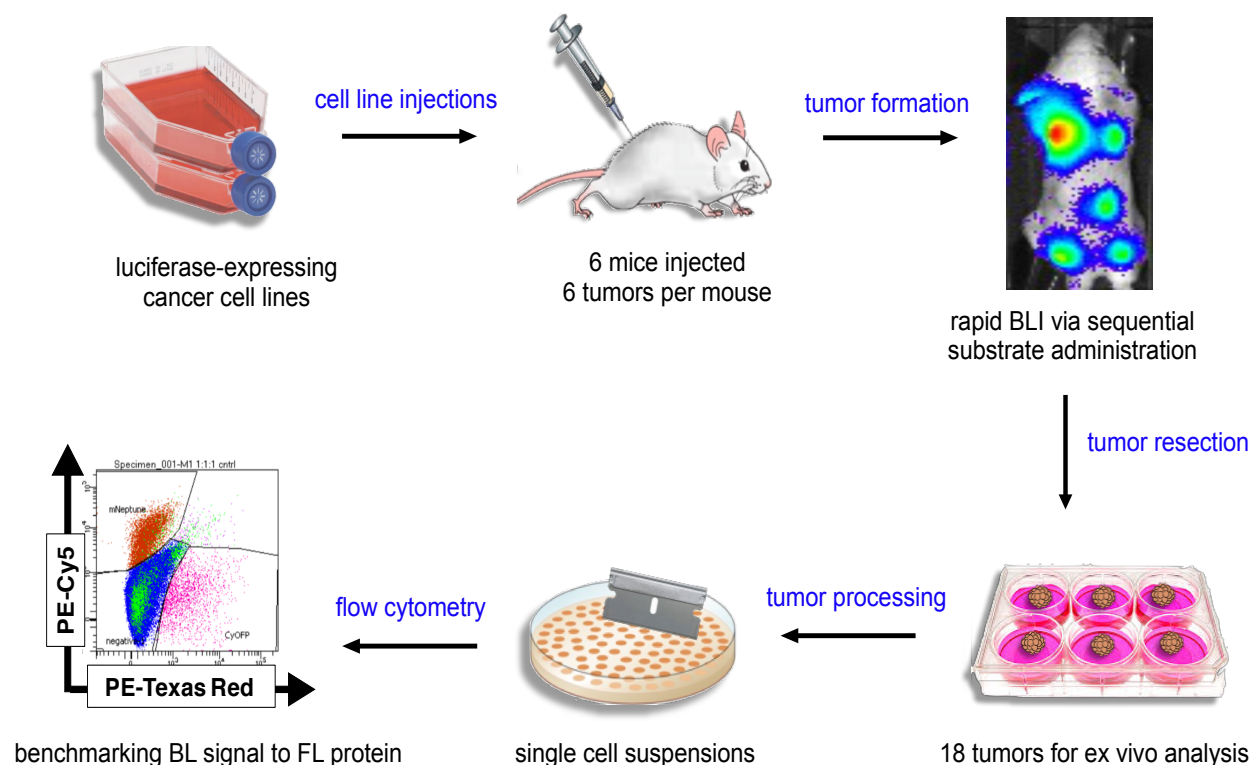 cell line injections
tumor formation
luciferase-expressing
cancer cell lines
6 mice injected
6 tumors per mouse
rapid BLI via sequential
substrate administration
tumor resection
Specimen_001-M1 1:1:1 cntrl
mNeptune
CyOFP
PE-Cy5
PE-Texas Red
flow cytometry
tumor processing
benchmarking BL signal to FL protein
single cell suspensions
18 tumors for ex vivo analysis